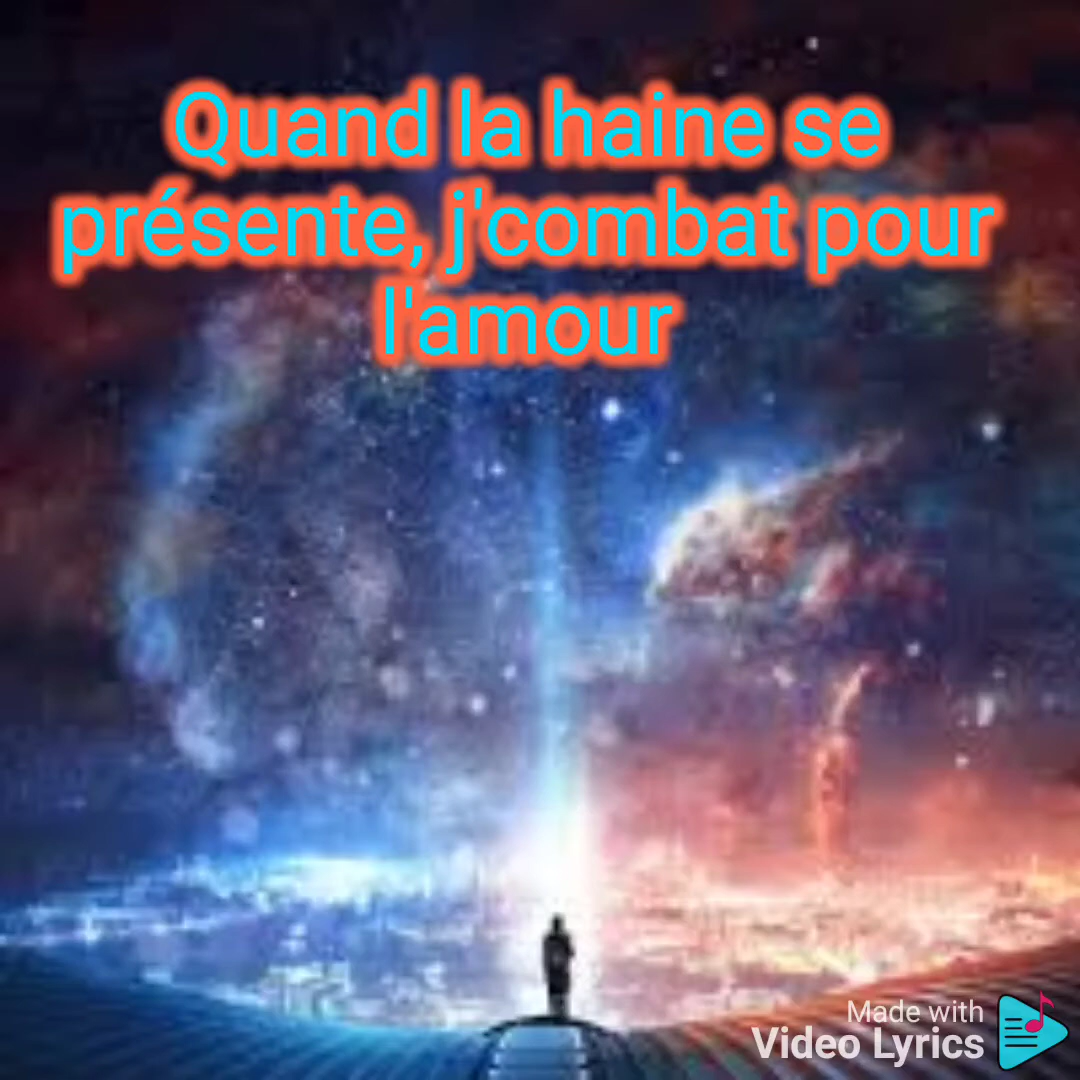 Quand la haine se
présente, j'combat pour
l'amour
Made with
Video Lyrics